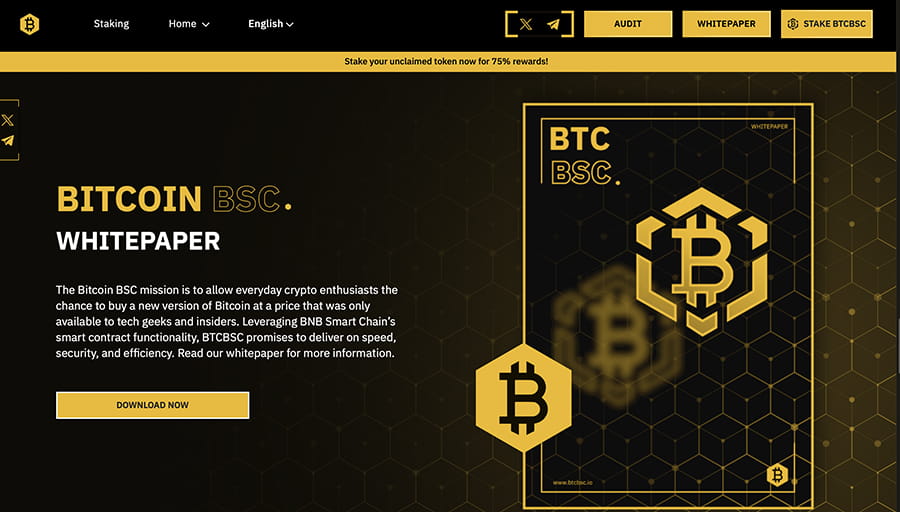 Staking
Home
English
AUDIT
WHITEPAPER
STAKE BTCBSC
Stake your unclaimed token now for 75% rewards!
BITCOIN BSC.
WHITEPAPER
The Bitcoin BSC mission is to allow everyday crypto enthusiasts the
chance to buy a new version of Bitcoin at a price that was only
available to tech geeks and insiders. Leveraging BNB Smart Chain's
smart contract functionality, BTCBSC promises to deliver on speed,
security, and efficiency. Read our whitepaper for more information.
DOWNLOAD NOW
BTC
BSC.
WHITEPAPER
www.btcbsc.io